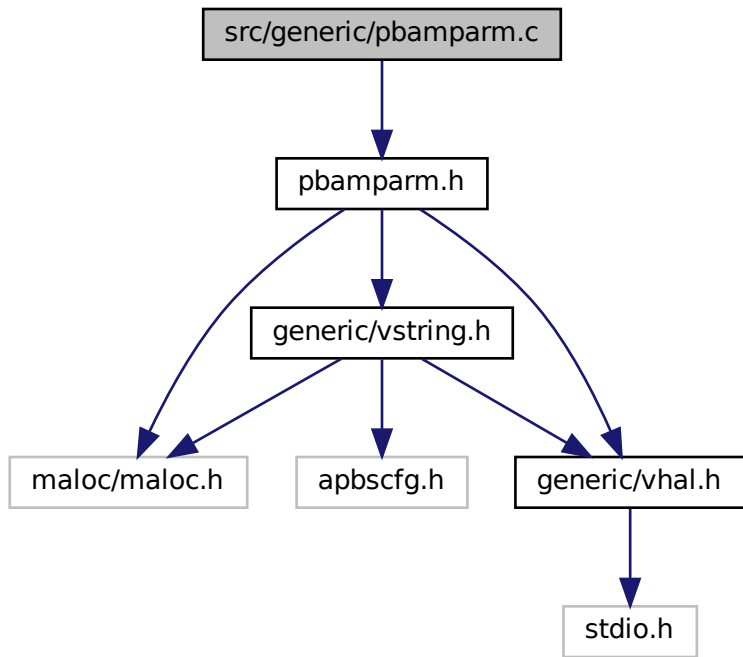 src/generic/pbamparm.c
pbamparm.h
generic/vstring.h
maloc/maloc.h
apbscfg.h
generic/vhal.h
stdio.h